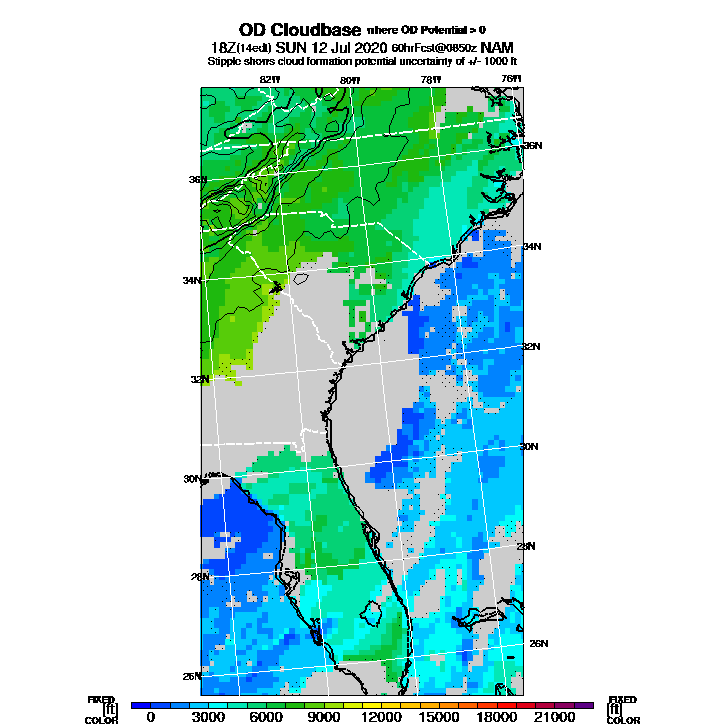 OD Cloudbase where OD Potential > 0
18Z(14edt) SUN 12 Jul 2020 60hrFcst@0850z NAM
Stipple shows cloud formation potential uncertainty of +/- 1000 ft
82W 80W 78W 76W
36N
36N
34N
34N
32N
32N
30N
30N
28N
28N
26N
26N
FIXED FIXED
[ft] 0 3000 6000 9000 12000 15000 18000 21000 [ft]
COLOR COLOR